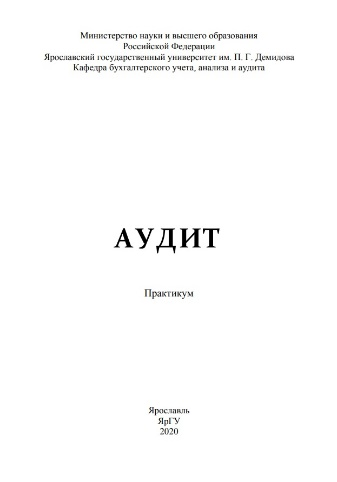 Министерство науки и высшего образования
Российской Федерации
Ярославский государственный университет им. П. Г. Демидова
Кафедра бухгалтерского учета, анализа и аудита
АУДИТ
Практикум
Ярославль
ЯрГУ
2020